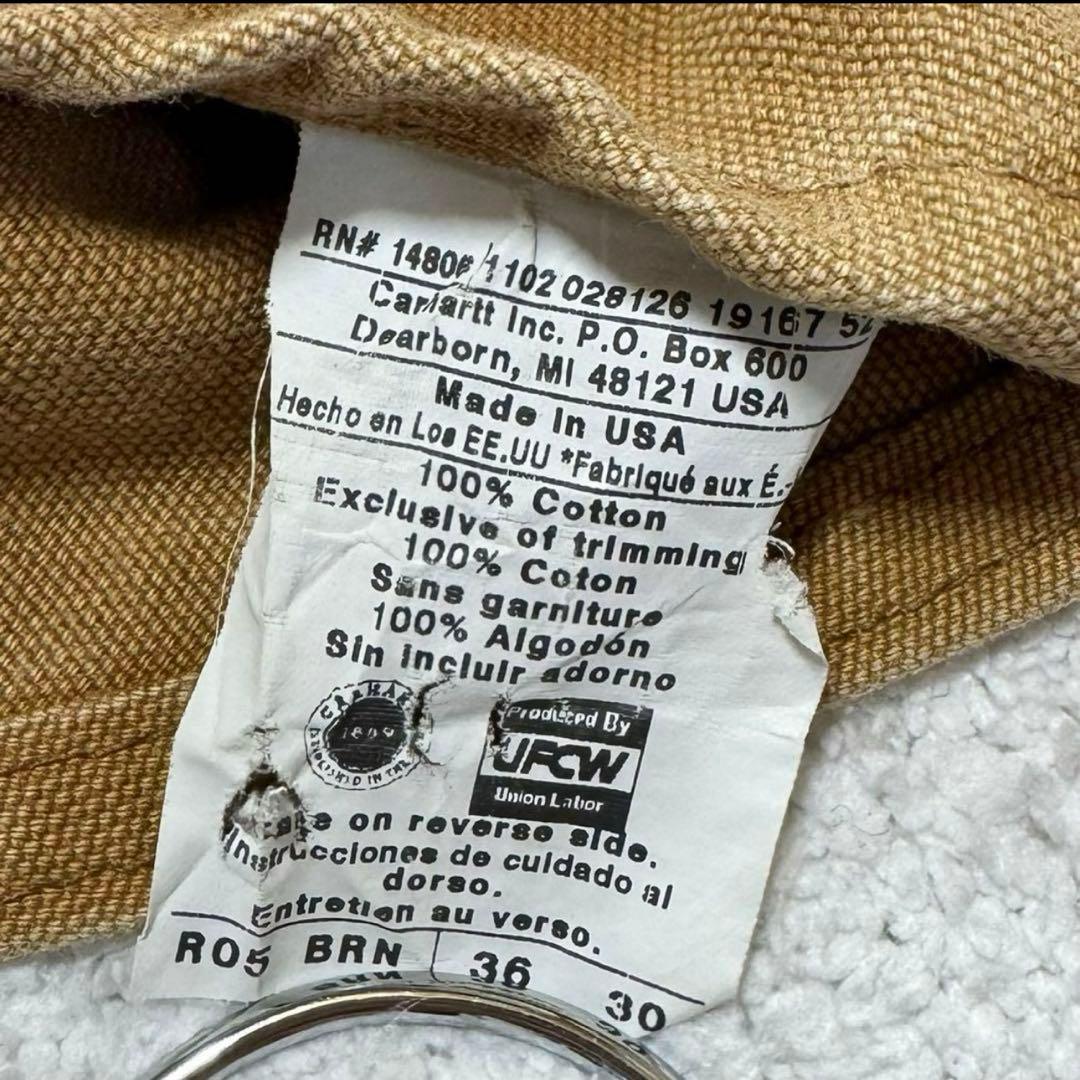 RN# 14806 1102 028126 19167
Carhartt Inc. P.O. Box 600
Dearborn, MI 48121 USA
Made in USA
Hecho en Los EE.UU *Fabriqué aux É.-
100% Cotton
Exclusive of trimming
100% Coton
Sans garniture
100% Algodón
Sin incluir adorno
1889
Produced By
UFCW
Union Labor
on reverse side.
Instrucciones de cuidado al
dorso.
Entretien au verso.
R05 BRN 36 30